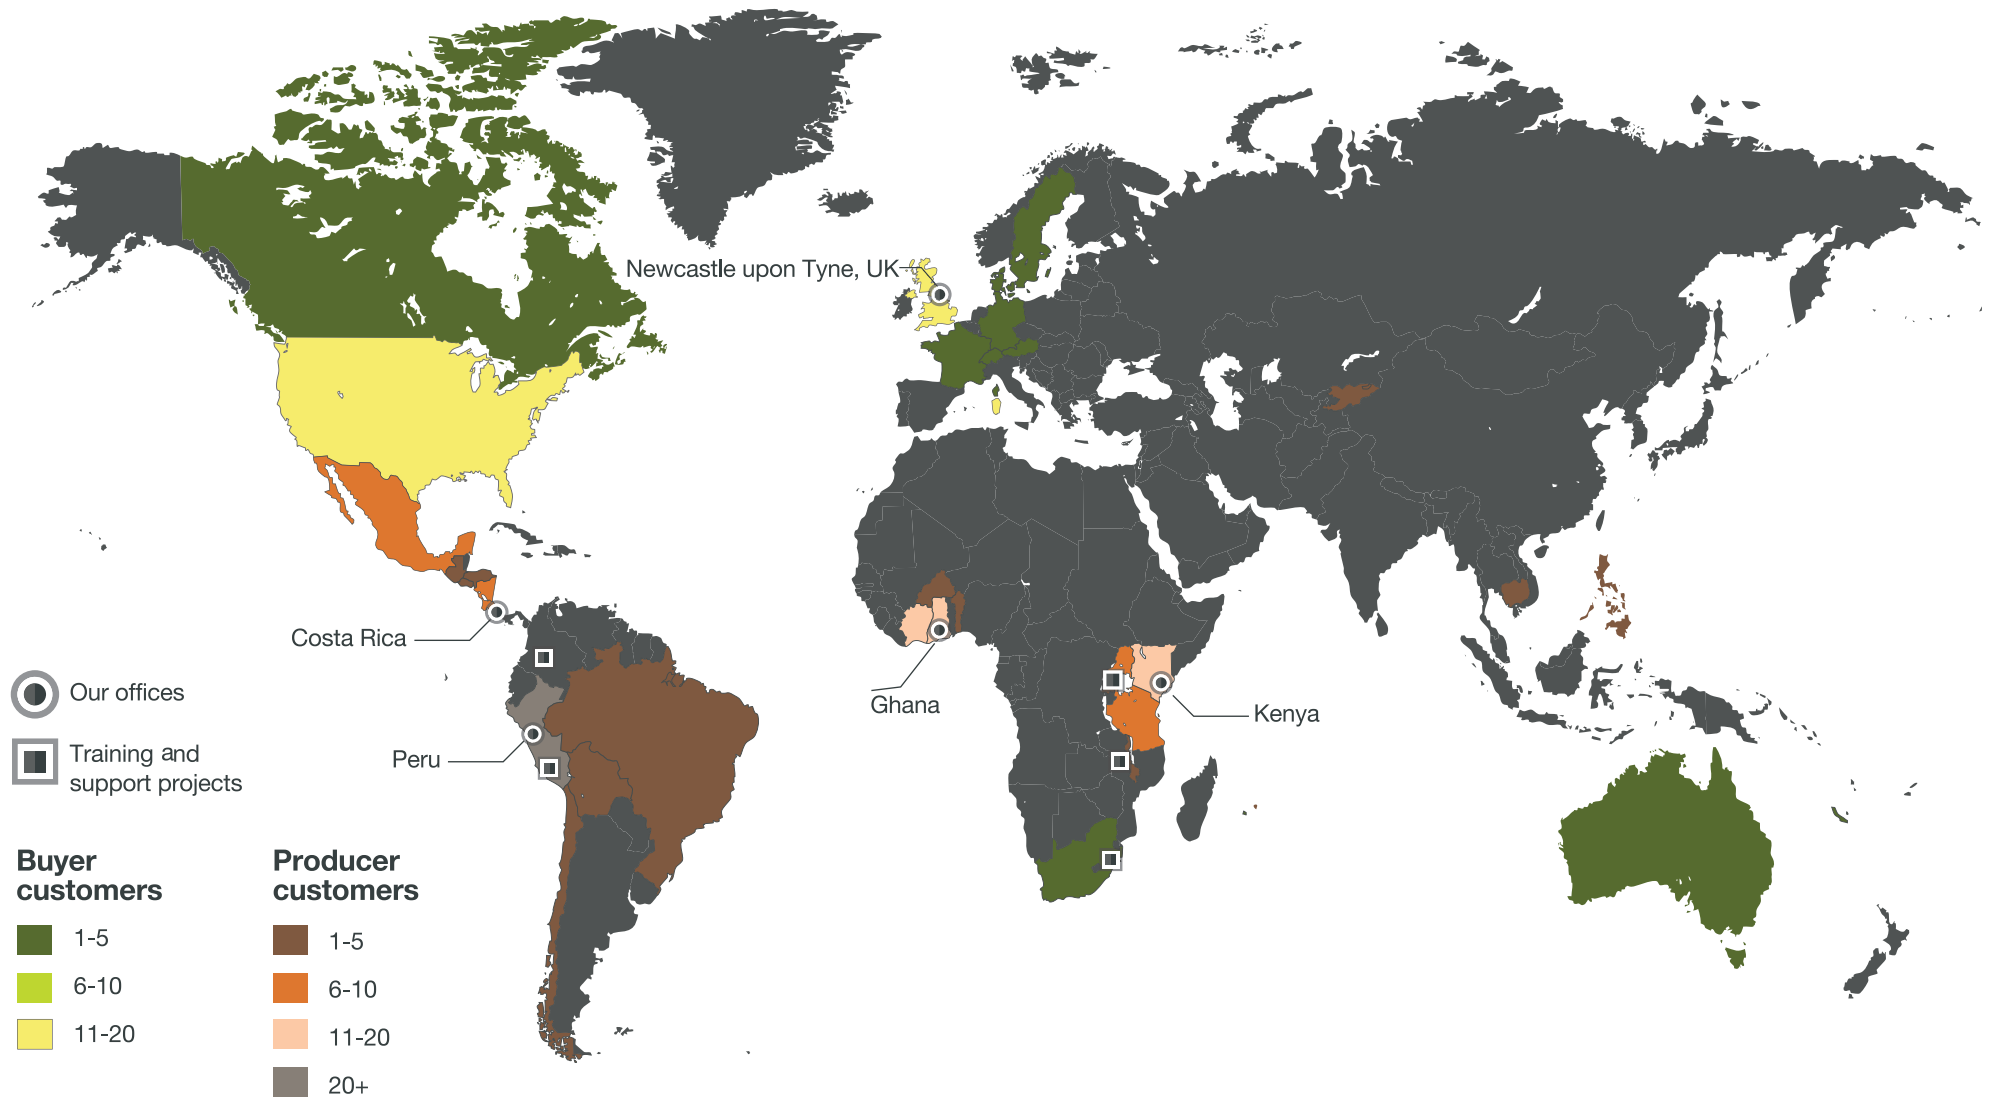 Newcastle upon Tyne, UK
Costa Rica
Ghana
Kenya
Peru
Our offices
Training and
support projects
Buyer
customers
1-5
6-10
11-20
Producer
customers
1-5
6-10
11-20
20+